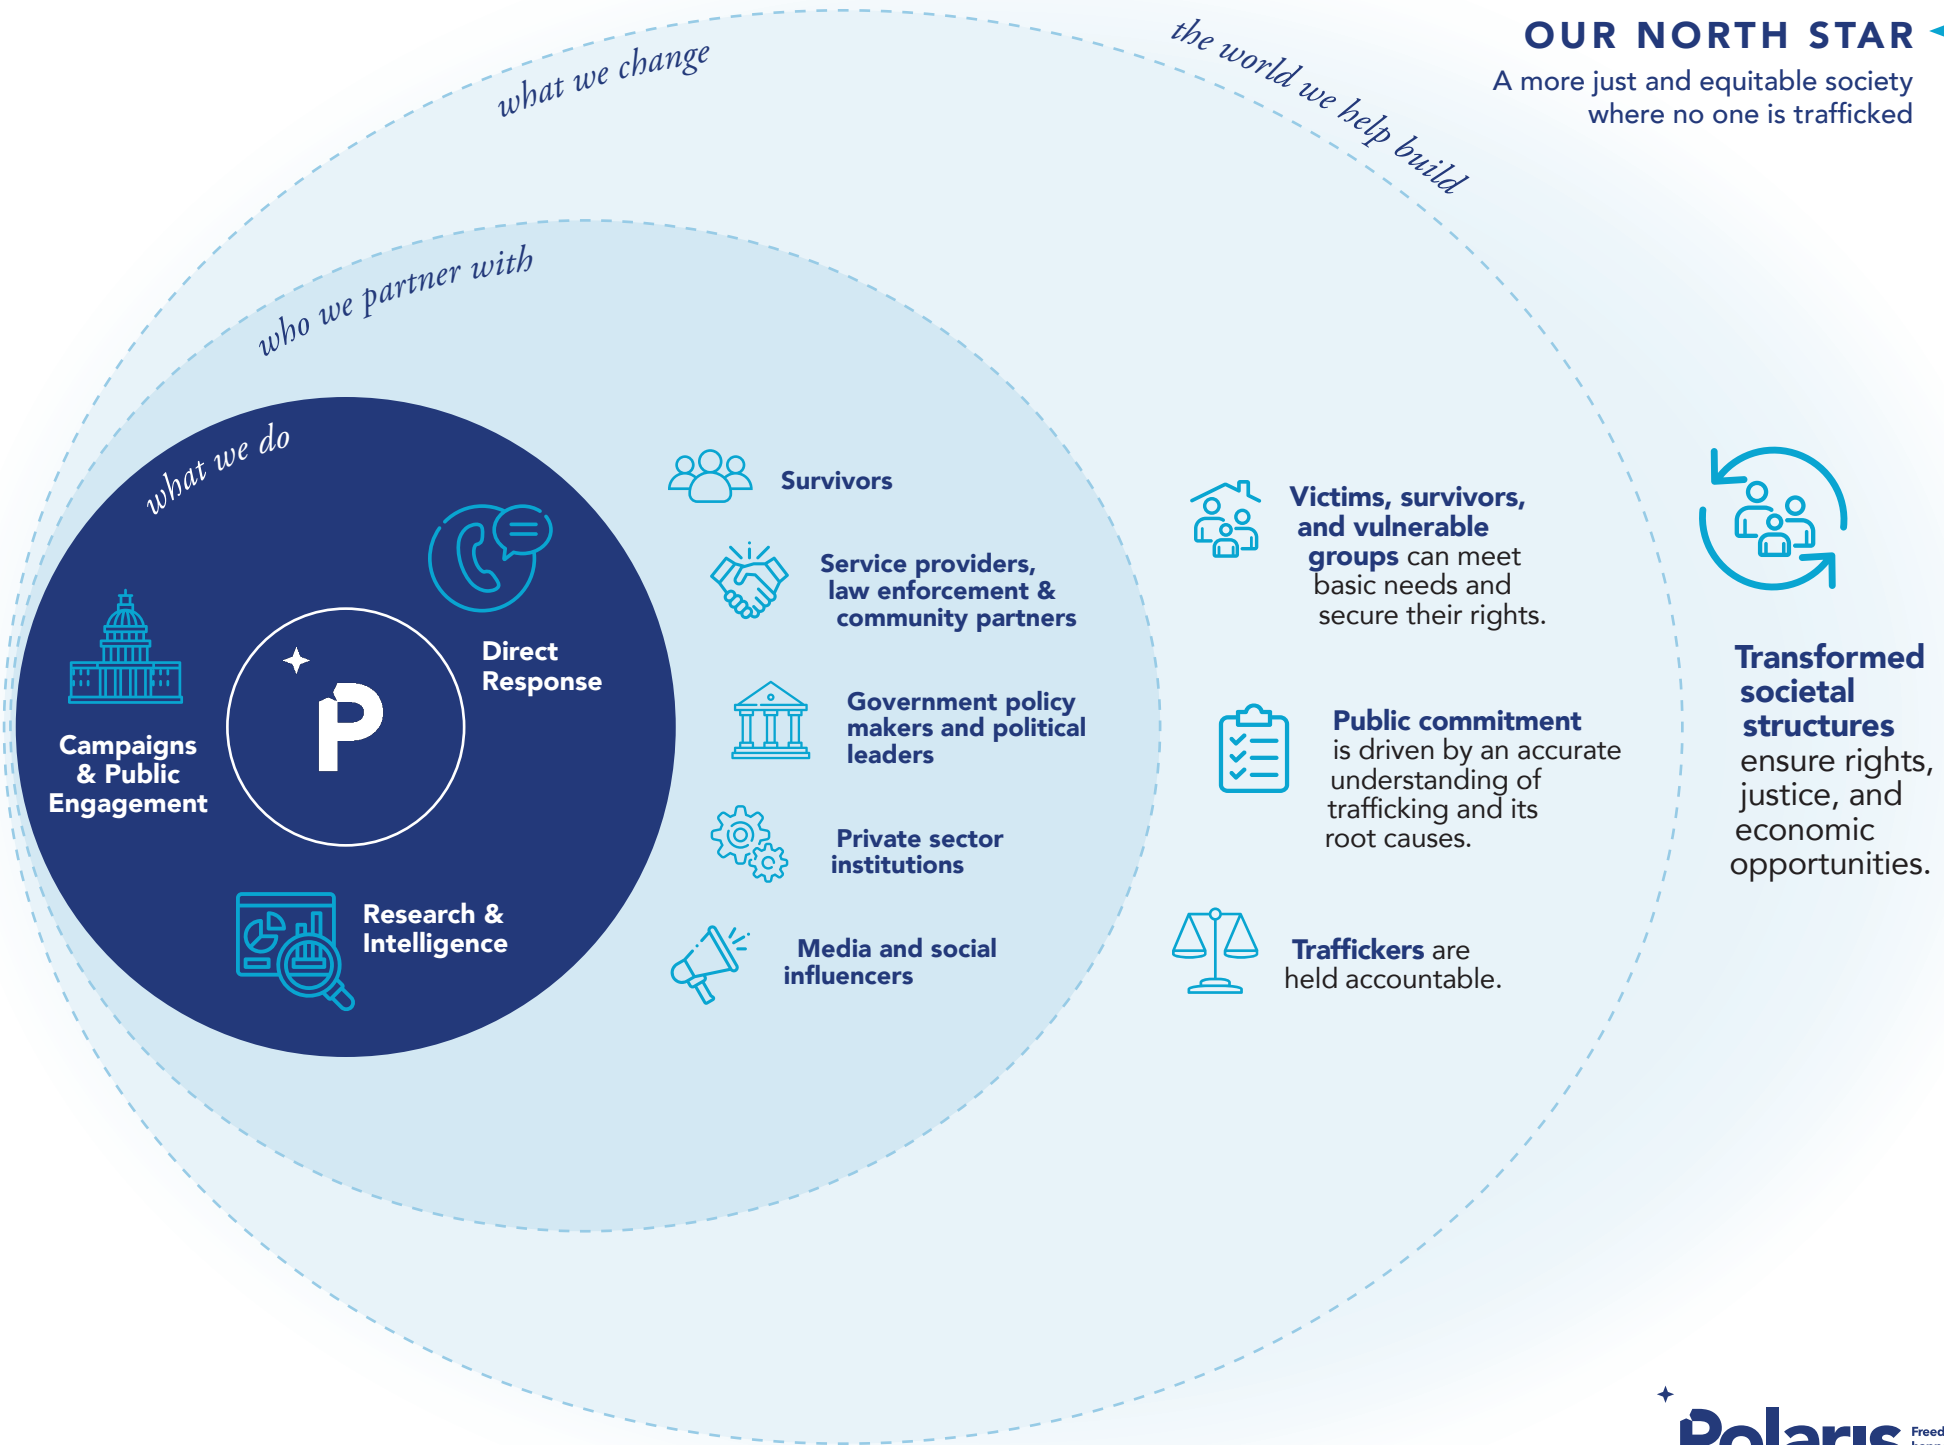 OUR NORTH STAR
A more just and equitable society
where no one is trafficked
what we change
the world we help build
who we partner with
what we do
Direct
Response
Campaigns
& Public
Engagement
P
Research &
Intelligence
Survivors
Service providers,
law enforcement &
community partners
Government policy
makers and political
leaders
Private sector
institutions
Media and social
influencers
Victims, survivors,
and vulnerable
groups can meet
basic needs and
secure their rights.
Public commitment
is driven by an accurate
understanding of
trafficking and its
root causes.
Traffickers are
held accountable.
Transformed
societal
structures
ensure rights,
justice, and
economic
opportunities.
Polaris